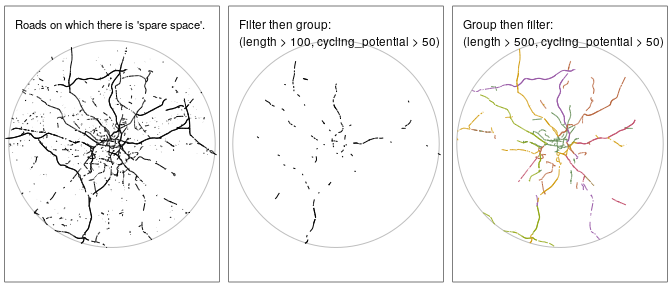 Roads on which there is 'spare space'.
Filter then group:
(length > 100, cycling_potential > 50)
Group then filter:
(length > 500, cycling_potential > 50)